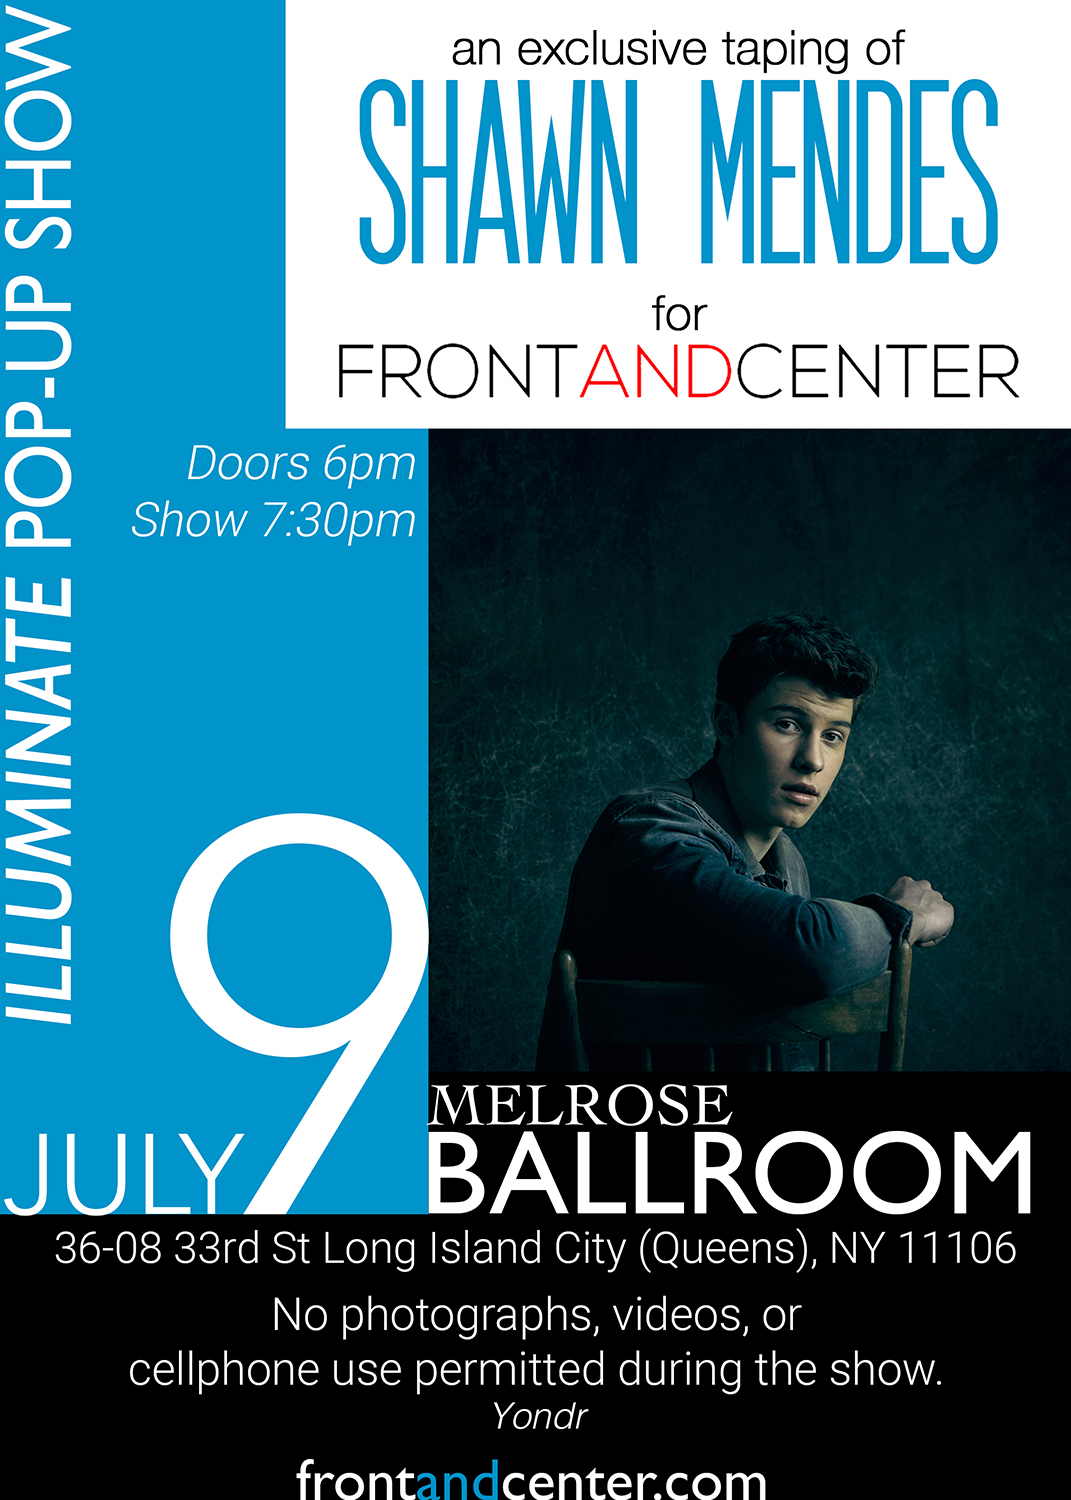 ILLUMINATE POP-UP SHOW
an exclusive taping of
SHAWN MENDES
for
FRONTANDCENTER
Doors 6pm
Show 7:30pm
JULY 9
MELROSE
BALLROOM
36-08 33rd St Long Island City (Queens), NY 11106
No photographs, videos, or
cellphone use permitted during the show.
Yondr
frontandcenter.com